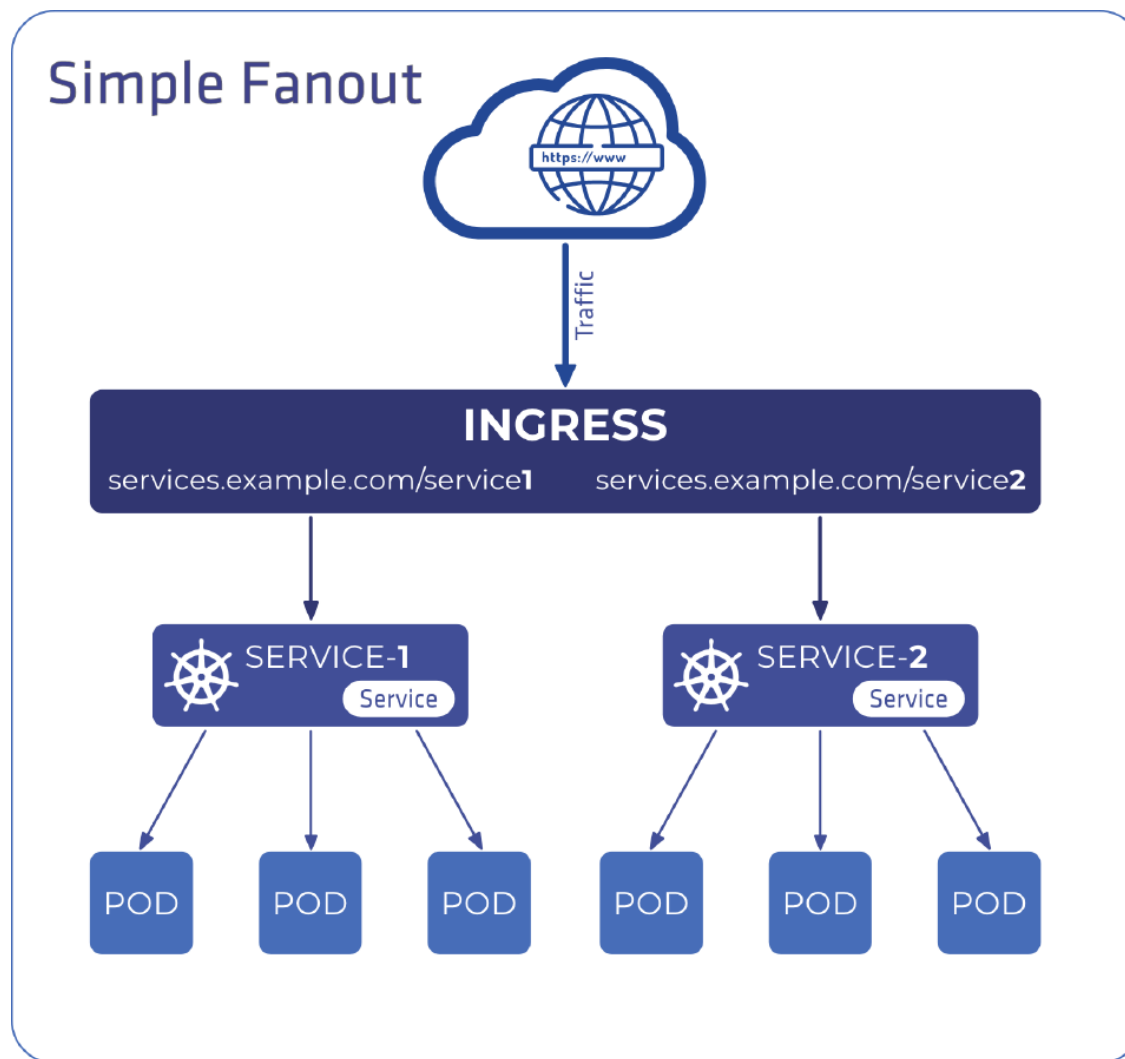 Simple Fanout
https://www
Traffic
INGRESS
services.example.com/service1
services.example.com/service2
SERVICE-1
Service
SERVICE-2
Service
POD
POD
POD
POD
POD
POD